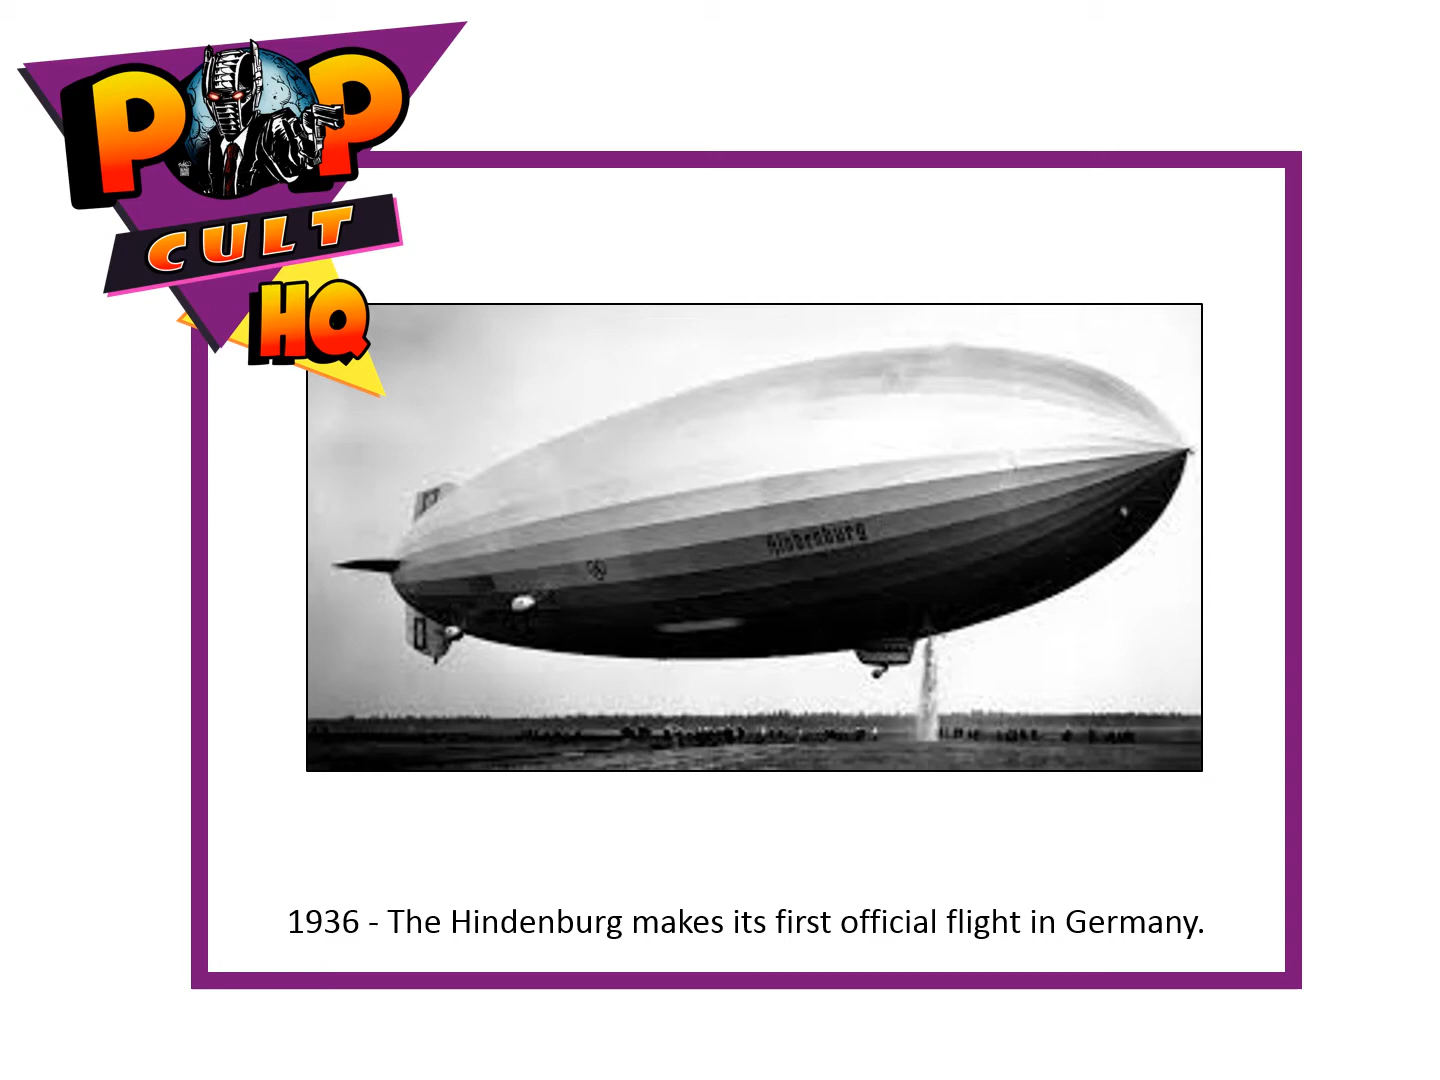 POP
CULT
HQ
Hindenburg
1936 - The Hindenburg makes its first official flight in Germany.